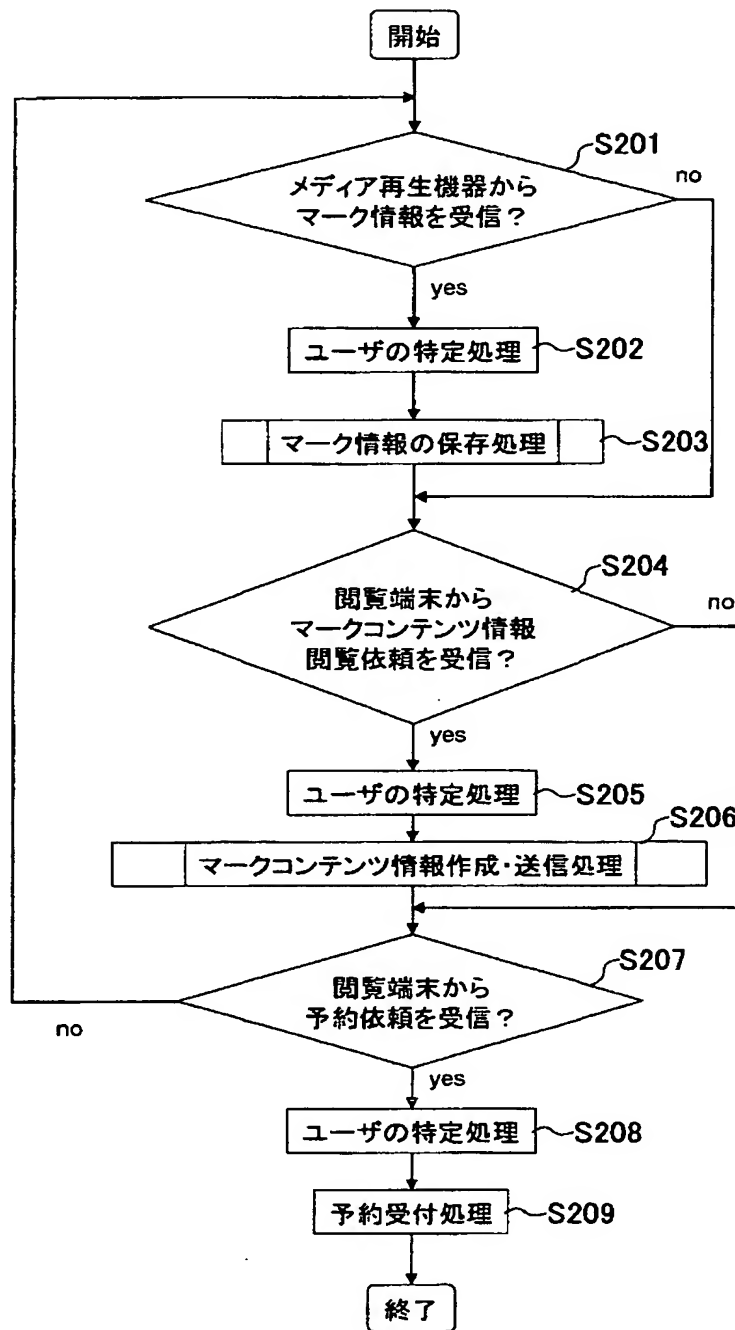 開始
S201
メディア再生機器から
マーク情報を受信？
no
yes
ユーザの特定処理
S202
マーク情報の保存処理
S203
S204
閲覧端末から
マークコンテンツ情報
閲覧依頼を受信？
no
yes
ユーザの特定処理
S205
S206
マークコンテンツ情報作成・送信処理
S207
閲覧端末から
予約依頼を受信？
no
yes
ユーザの特定処理
S208
予約受付処理
S209
終了